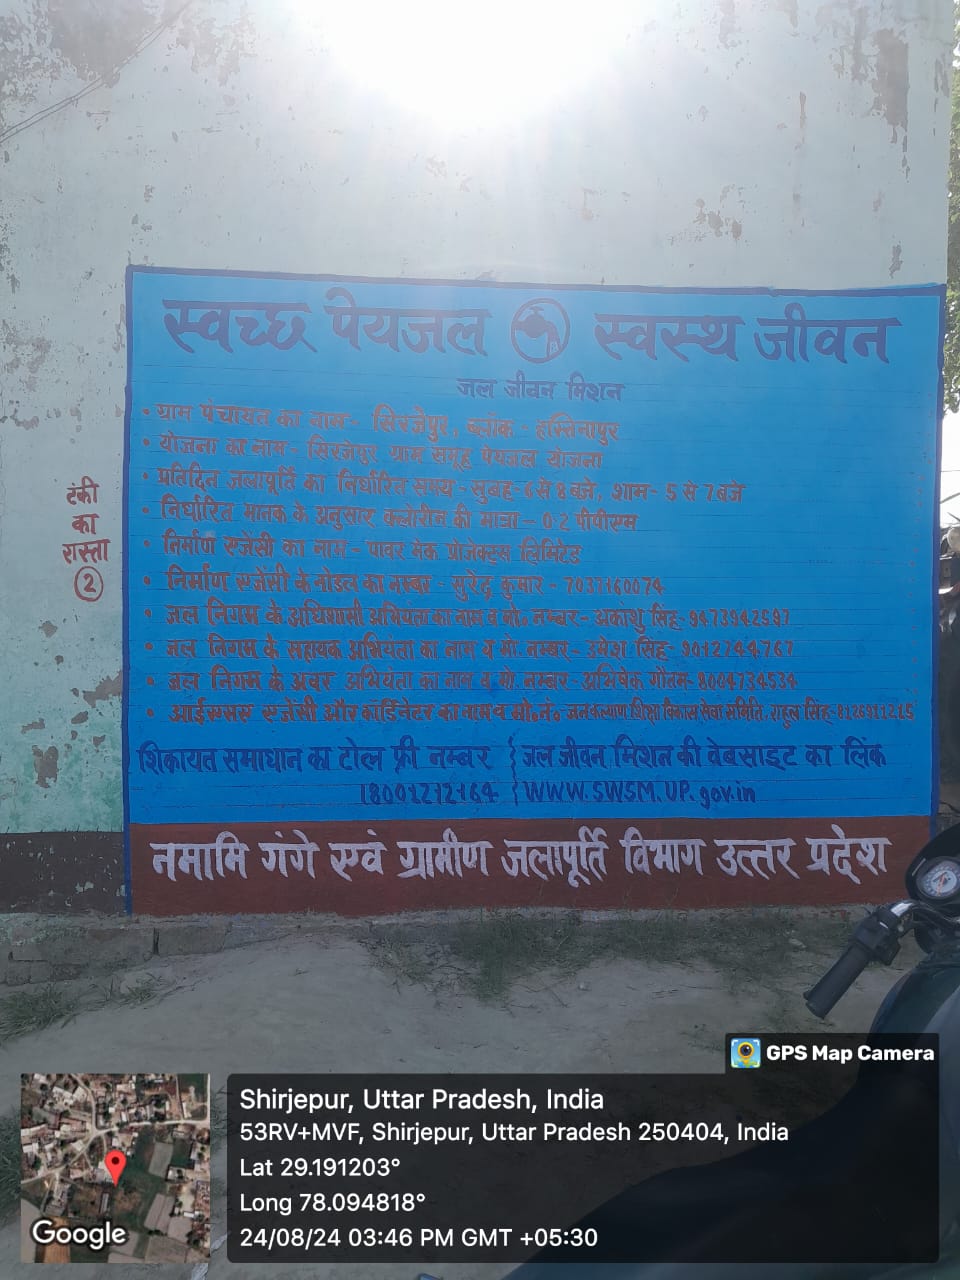 स्वच्छ पेयजल स्वस्थ जीवन
जल जीवन मिशन
• ग्राम पंचायत का नाम - सिरजेपुर, ब्लॉक - हस्तिनापुर
• योजना का नाम - सिरजेपुर ग्राम समूह पेयजल योजना
• प्रतिदिन जलापूर्ति का निर्धारित समय - सुबह - 6 से 8 बजे, शाम - 5 से 7 बजे
• निर्धारित मानक के अनुसार क्लोरीन की मात्रा - 0.2 पीपीएम
• निर्माण एजेंसी का नाम - पावर मेक प्रोजेक्ट्स लिमिटेड
• निर्माण एजेंसी के नोडल का नम्बर - सुरेंद्र कुमार - 7037160074
• जल निगम के अधिशासी अभियंता का नाम व मो. नम्बर - अकांशु सिंह - 9473942597
• जल निगम के सहायक अभियंता का नाम व मो. नम्बर - उमेश सिंह - 9012744767
• जल निगम के अवर अभियंता का नाम व मो. नम्बर - अभिषेक गौतम - 8004734534
• आईएसए एजेंसी और कॉर्डिनेटर का नाम व मो. नं. जनकल्याण शिक्षा विकास सेवा समिति, राहुल सिंह - 8126921215
शिकायत समाधान का टोल फ्री नम्बर
18001212164
जल जीवन मिशन की वेबसाइट का लिंक
WWW.SWSM.UP.gov.in
नमामि गंगे एवं ग्रामीण जलापूर्ति विभाग उत्तर प्रदेश
टंकी
का
रास्ता
2
GPS Map Camera
Google
Shirjepur, Uttar Pradesh, India
53RV+MVF, Shirjepur, Uttar Pradesh 250404, India
Lat 29.191203°
Long 78.094818°
24/08/24 03:46 PM GMT +05:30